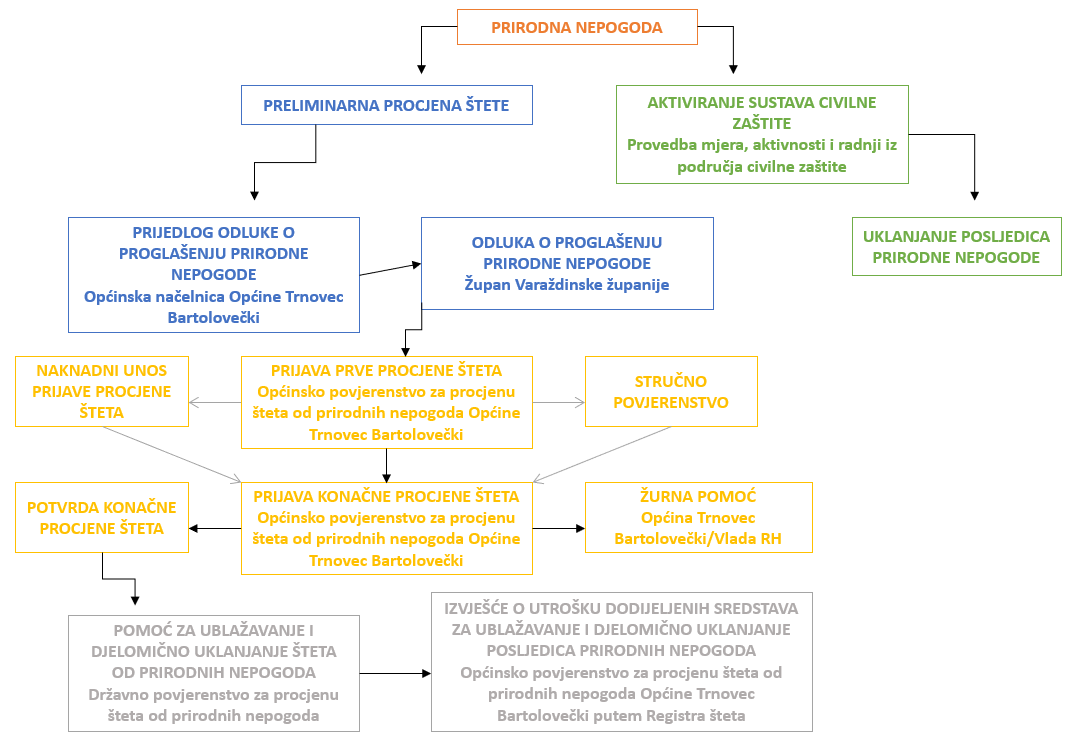 PRIRODNA NEPOGODA
PRELIMINARNA PROCJENA ŠTETE
AKTIVIRANJE SUSTAVA CIVILNE
ZAŠTITE
Provedba mjera, aktivnosti i radnji iz
područja civilne zaštite
PRIJEDLOG ODLUKE O
PROGLAŠENJU PRIRODNE
NEPOGODE
Općinska načelnica Općine Trnovec
Bartolovečki
ODLUKA O PROGLAŠENJU
PRIRODNE NEPOGODE
Župan Varaždinske županije
UKLANJANJE POSLJEDICA
PRIRODNE NEPOGODE
NAKNADNI UNOS
PRIJAVE PROCJENE
ŠTETA
PRIJAVA PRVE PROCJENE ŠTETA
Općinsko povjerenstvo za procjenu
šteta od prirodnih nepogoda Općine
Trnovec Bartolovečki
STRUČNO
POVJERENSTVO
POTVRDA KONAČNE
PROCJENE ŠTETA
PRIJAVA KONAČNE PROCJENE ŠTETA
Općinsko povjerenstvo za procjenu
šteta od prirodnih nepogoda Općine
Trnovec Bartolovečki
ŽURNA POMOĆ
Općina Trnovec
Bartolovečki/Vlada RH
POMOĆ ZA UBLAŽAVANJE I
DJELOMIČNO UKLANJANJE ŠTETA
OD PRIRODNIH NEPOGODA
Državno povjerenstvo za procjenu
šteta od prirodnih nepogoda
IZVJEŠĆE O UTROŠKU DODIJELJENIH SREDSTAVA
ZA UBLAŽAVANJE I DJELOMIČNO UKLANJANJE
POSLJEDICA PRIRODNIH NEPOGODA
Općinsko povjerenstvo za procjenu šteta od
prirodnih nepogoda Općine Trnovec
Bartolovečki putem Registra šteta